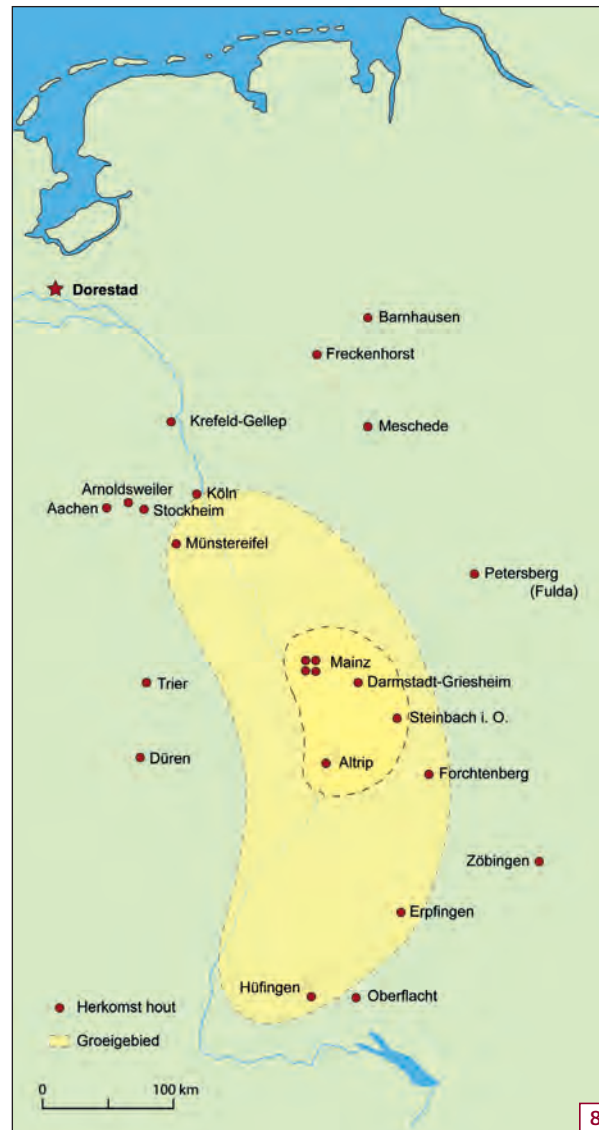 Dorestad
Barnhausen
Freckenhorst
Krefeld-Gellep
Meschede
Arnoldsweiler
Köln
Aachen
Stockheim
Münstereifel
Petersberg
(Fulda)
Mainz
Trier
Darmstadt-Griesheim
Steinbach i. O.
Düren
Altrip
Forchtenberg
Zöbingen
Erpfingen
Hüfingen
Oberflacht
Herkomst hout
Groeigebied
0 100 km
8